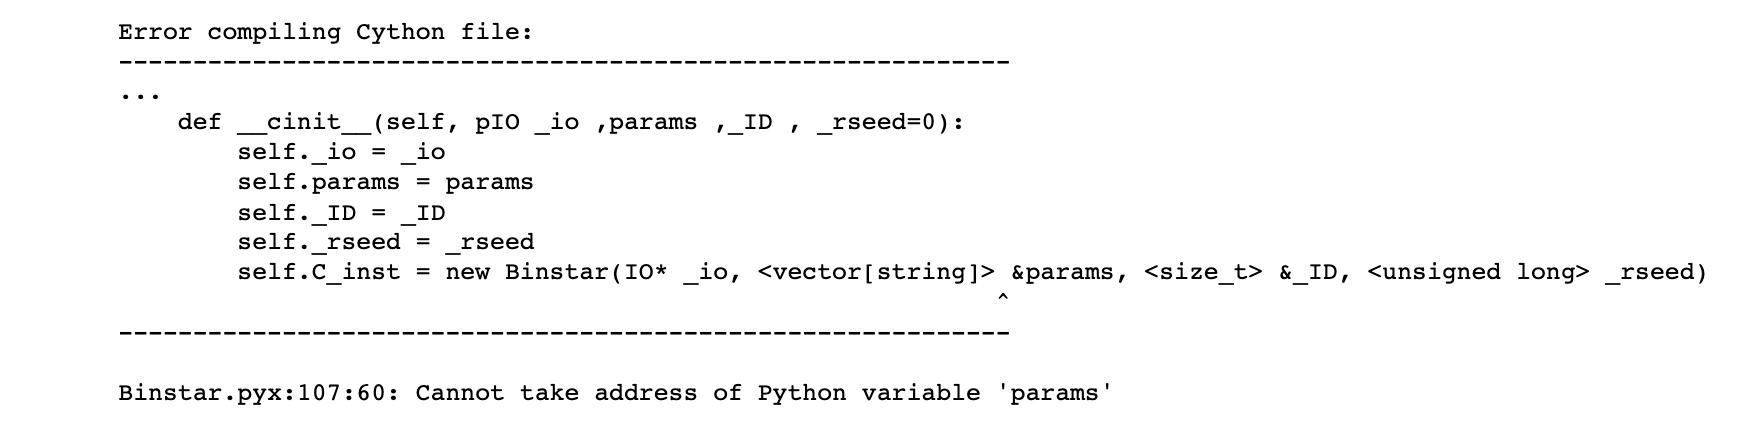 Error compiling Cython file:
------------------------------------------------------------
...
    def __cinit__(self, pIO _io ,params ,_ID , _rseed=0):
        self._io = _io
        self.params = params
        self._ID = _ID
        self._rseed = _rseed
        self.C_inst = new Binstar(IO* _io, <vector[string]> &params, <size_t> &_ID, <unsigned long> _rseed)
                                                           ^
------------------------------------------------------------
Binstar.pyx:107:60: Cannot take address of Python variable 'params'